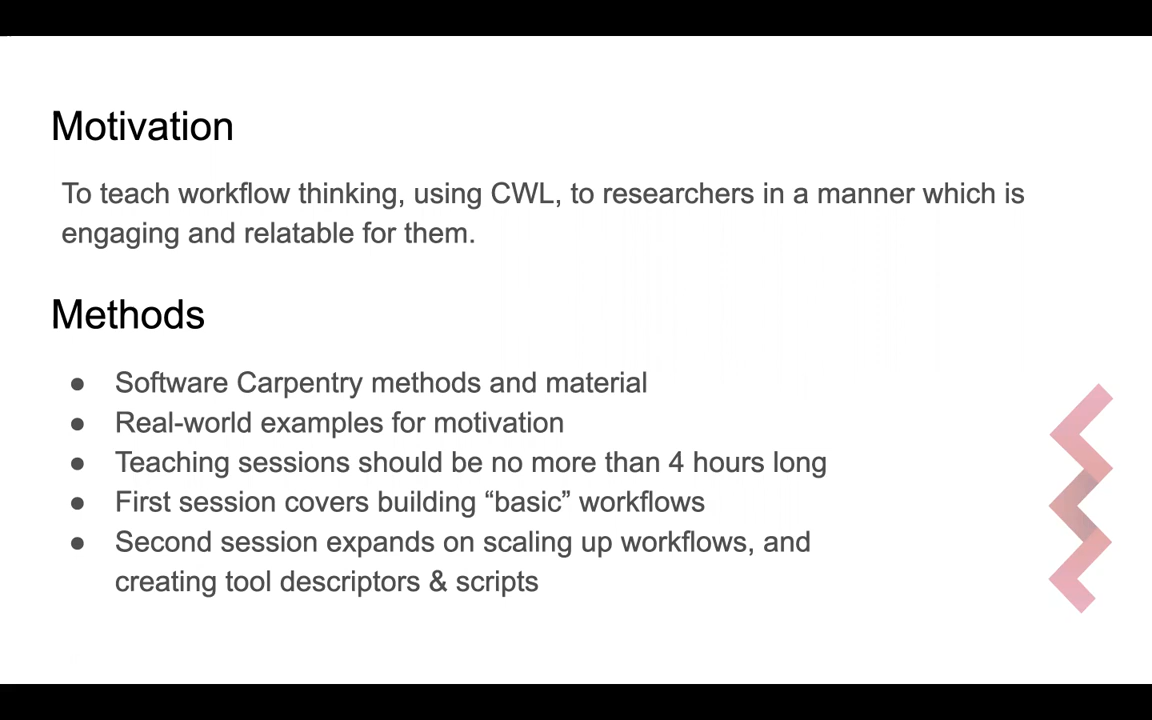 Motivation
To teach workflow thinking, using CWL, to researchers in a manner which is
engaging and relatable for them.
Methods
● Software Carpentry methods and material
● Real-world examples for motivation
● Teaching sessions should be no more than 4 hours long
● First session covers building “basic” workflows
● Second session expands on scaling up workflows, and
creating tool descriptors & scripts